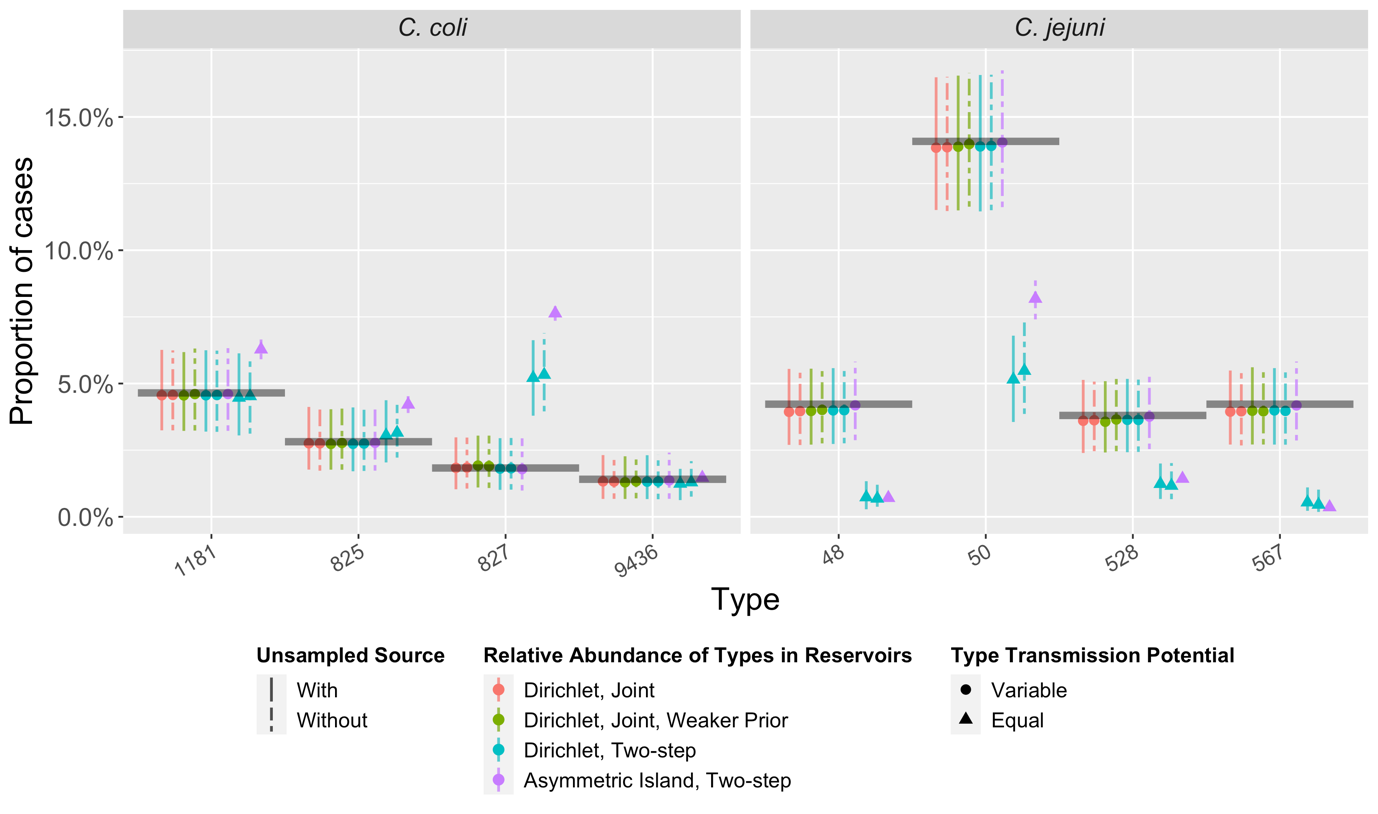 C. coli
C. jejuni
Proportion of cases
15.0%
10.0%
5.0%
0.0%
1181
825
827
9436
48
50
528
567
Type
Unsampled Source
With
Without
Relative Abundance of Types in Reservoirs
Dirichlet, Joint
Dirichlet, Joint, Weaker Prior
Dirichlet, Two-step
Asymmetric Island, Two-step
Type Transmission Potential
Variable
Equal